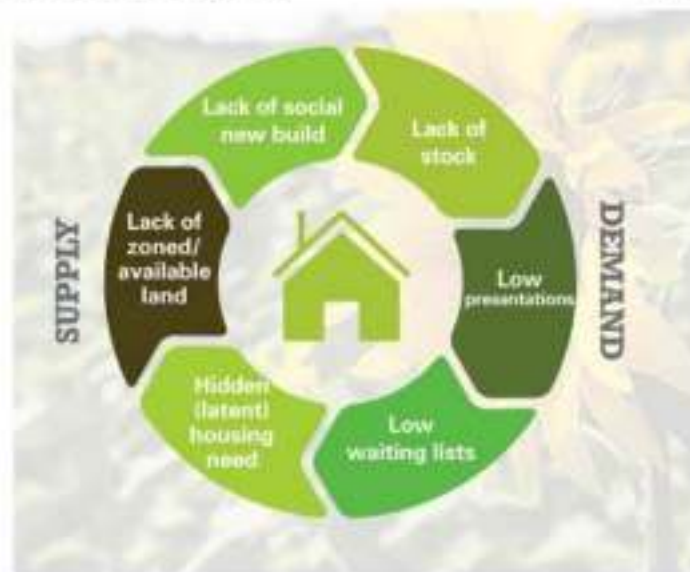 Lack of social
new build
Lack of
stock
Low
presentations
Low
waiting lists
Hidden
(latent)
housing
need
Lack of
zoned/
available
land
SUPPLY
DEMAND